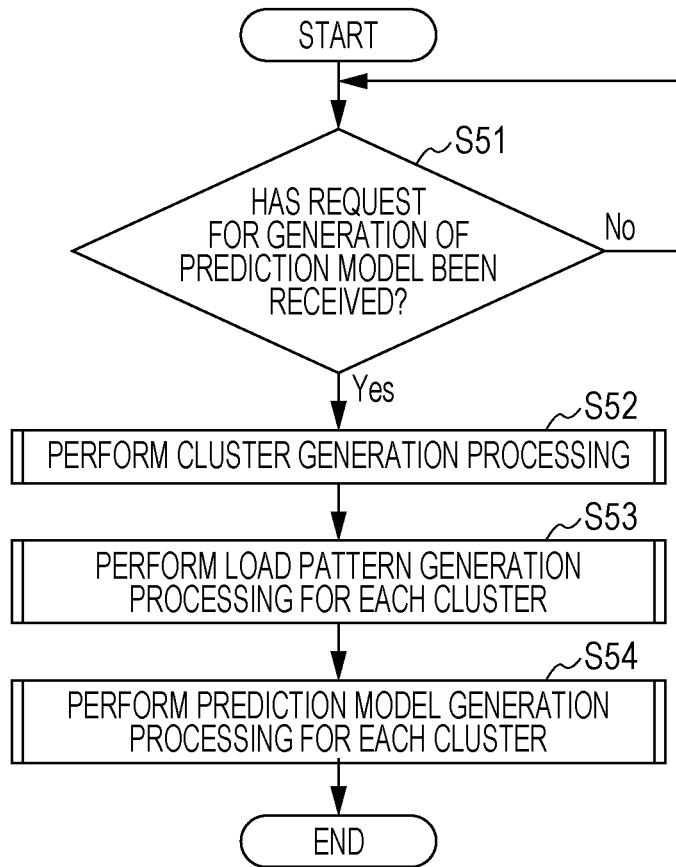 START
S51
HAS REQUEST
FOR GENERATION OF
PREDICTION MODEL BEEN
RECEIVED?
No
Yes
S52
PERFORM CLUSTER GENERATION PROCESSING
S53
PERFORM LOAD PATTERN GENERATION
PROCESSING FOR EACH CLUSTER
S54
PERFORM PREDICTION MODEL GENERATION
PROCESSING FOR EACH CLUSTER
END